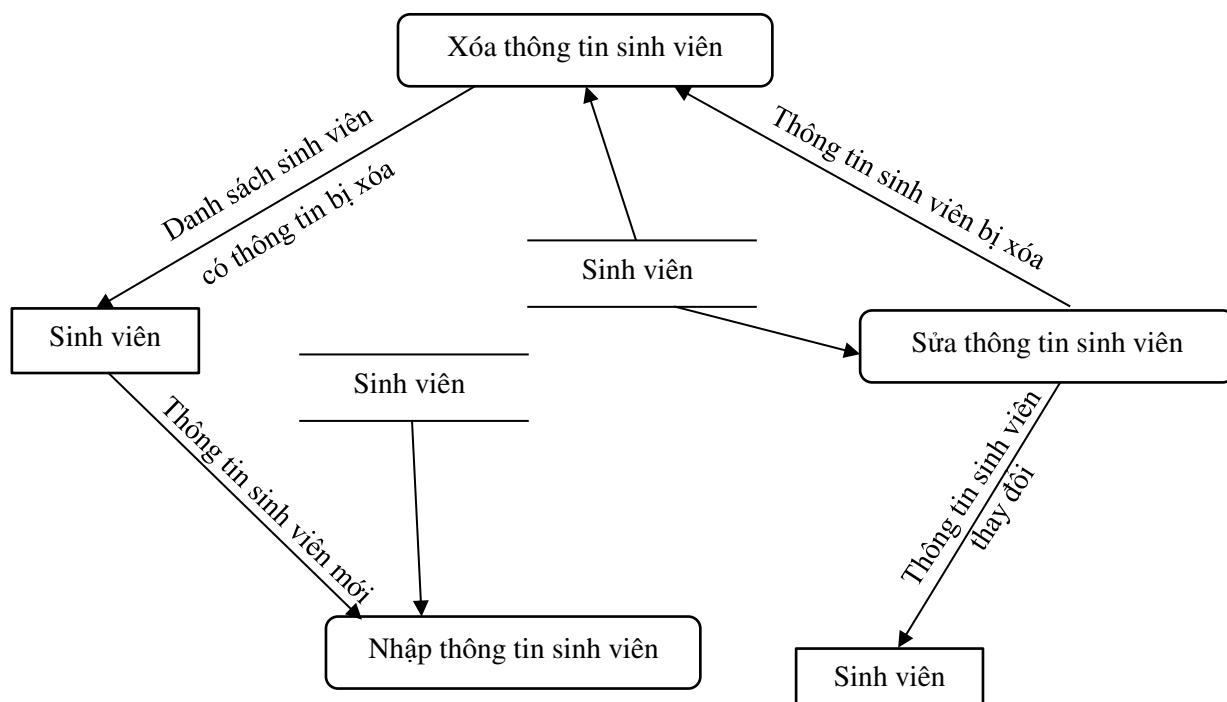 Xóa thông tin sinh viên
Danh sách sinh viên
có thông tin bị xóa
Thông tin sinh viên bị xóa
Sinh viên
Sinh viên
Sửa thông tin sinh viên
Sinh viên
Thông tin sinh viên mới
Thông tin sinh viên
thay đổi
Nhập thông tin sinh viên
Sinh viên